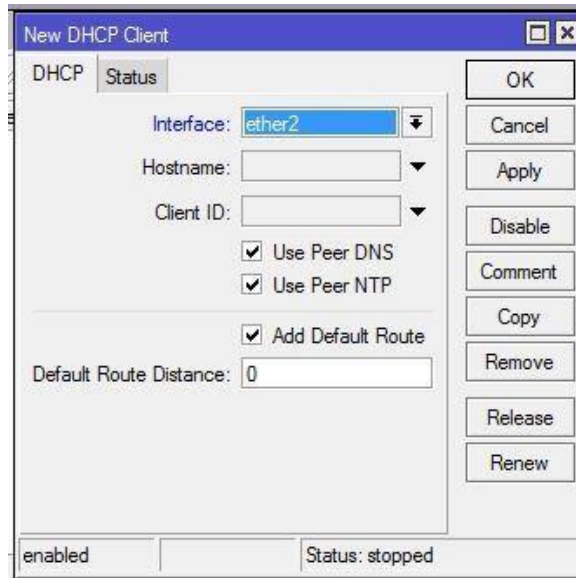 New DHCP Client
DHCP Status
Interface: ether2
Hostname:
Client ID:
Use Peer DNS
Use Peer NTP
Add Default Route
Default Route Distance: 0
OK
Cancel
Apply
Disable
Comment
Copy
Remove
Release
Renew
enabled Status: stopped